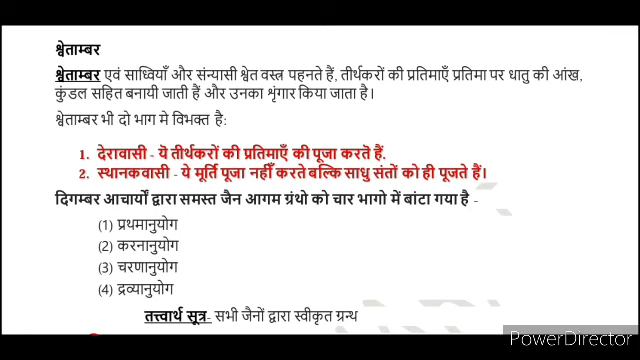 श्वेताम्बर
श्वेताम्बर एवं साध्वियाँ और संन्यासी श्वेत वस्त्र पहनते हैं, तीर्थकरों की प्रतिमाएँ प्रतिमा पर धातु की आंख,
कुंडल सहित बनायी जाती हैं और उनका शृंगार किया जाता है।
श्वेताम्बर भी दो भाग मे विभक्त है:
1. देरावासी - यॆ तीर्थकरों की प्रतिमाएँ की पूजा करतॆ हैं.
2. स्थानकवासी - ये मूर्ति पूजा नहीँ करते बल्कि साधु संतों को ही पूजते हैं।
दिगम्बर आचार्यों द्वारा समस्त जैन आगम ग्रंथो को चार भागो में बांटा गया है -
(1) प्रथमानुयोग
(2) करनानुयोग
(3) चरणानुयोग
(4) द्रव्यानुयोग
तत्त्वार्थ सूत्र- सभी जैनों द्वारा स्वीकृत ग्रन्थ
PowerDirector